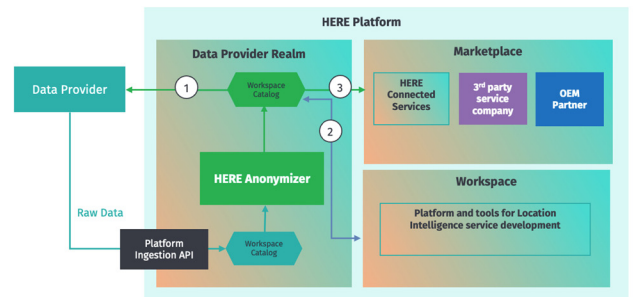 HERE Platform
Data Provider Realm
Marketplace
Data Provider
1
Workspace
Catalog
3
HERE
Connected
Services
3rd party
service
company
OEM
Partner
2
HERE Anonymizer
Workspace
Platform and tools for Location
Intelligence service development
Raw Data
Platform
Ingestion API
Workspace
Catalog